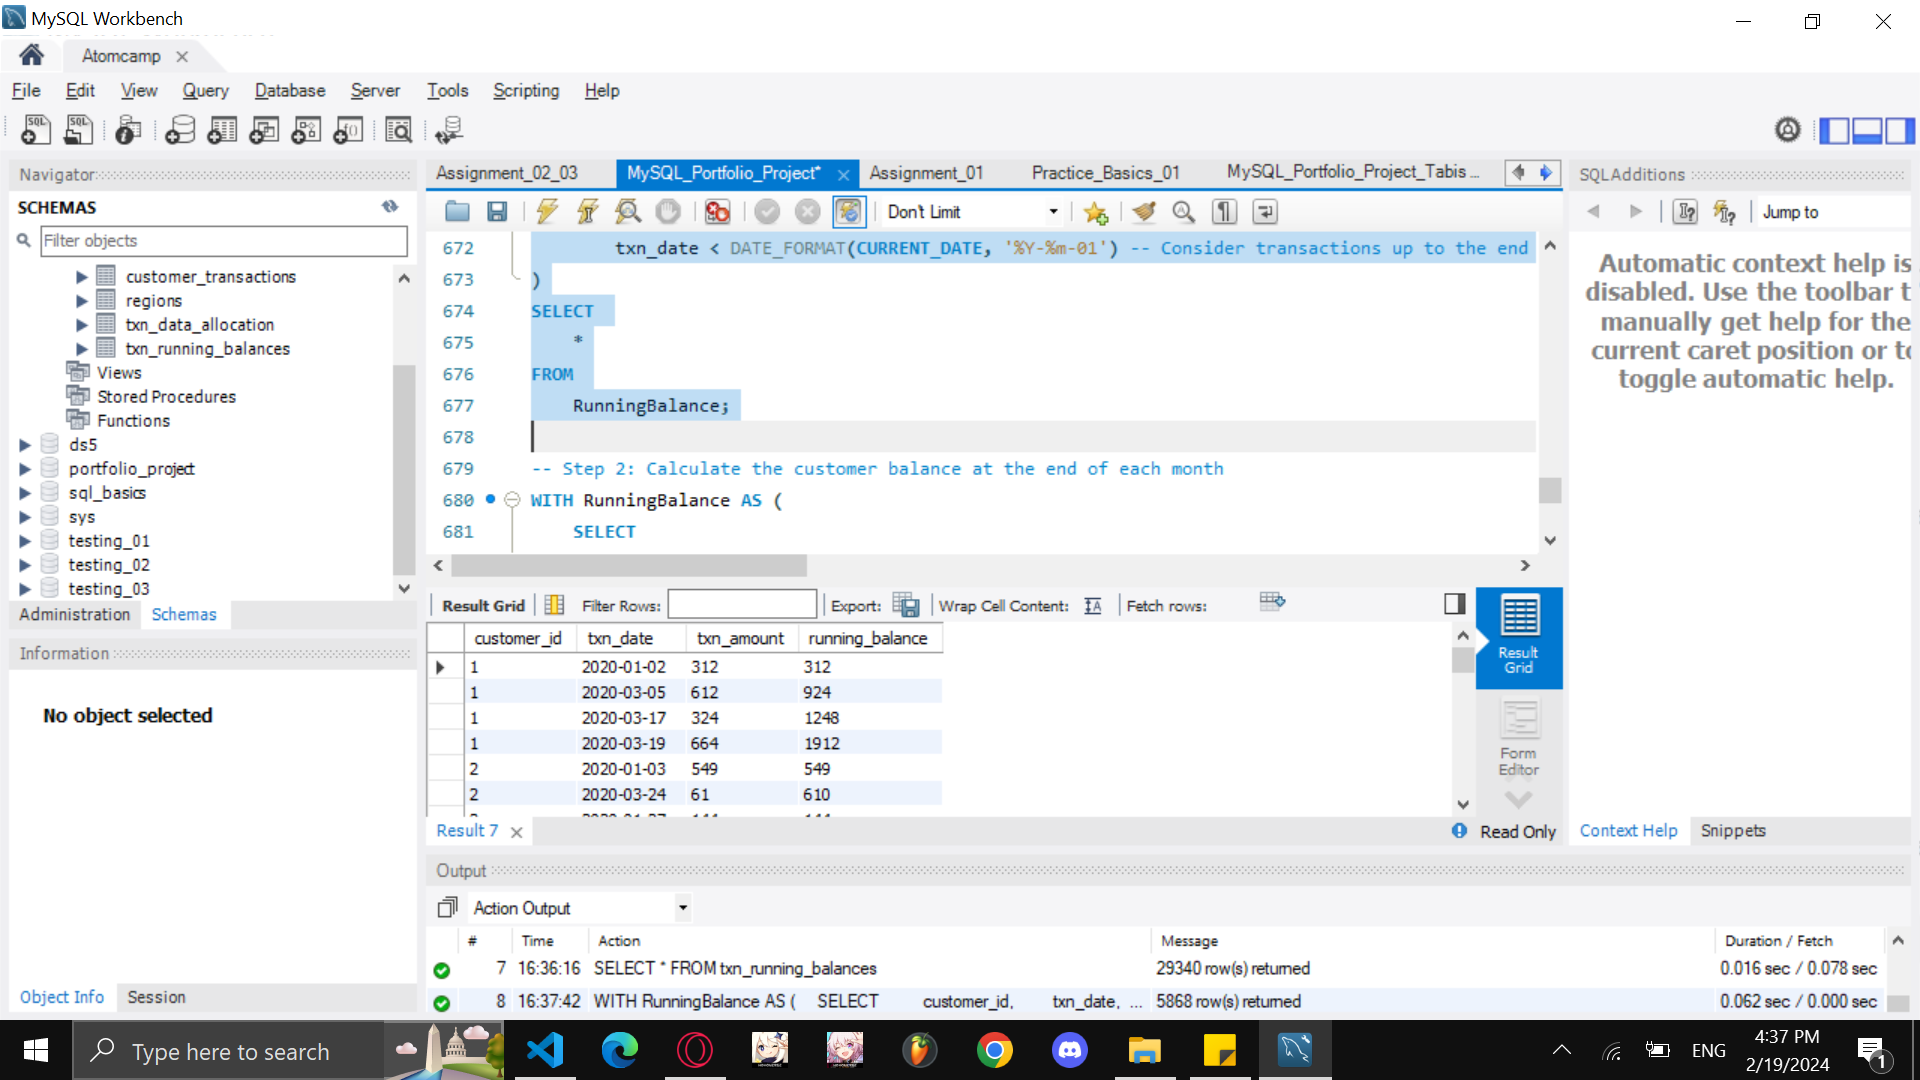 MySQL Workbench
Atomcamp
File Edit View Query Database Server Tools Scripting Help
Navigator
SCHEMAS
Filter objects
customer_transactions
regions
txn_data_allocation
txn_running_balances
Views
Stored Procedures
Functions
ds5
portfolio_project
sql_basics
sys
testing_01
testing_02
testing_03
Administration Schemas
Information
No object selected
Object Info Session
Assignment_02_03 MySQL_Portfolio_Project* Assignment_01 Practice_Basics_01 MySQL_Portfolio_Project_Tabis ...
Don't Limit
672 txn_date < DATE_FORMAT(CURRENT_DATE, '%Y-%m-01') -- Consider transactions up to the end
673 )
674 SELECT
675 *
676 FROM
677 RunningBalance;
678
679 -- Step 2: Calculate the customer balance at the end of each month
680 WITH RunningBalance AS (
681 SELECT
Result Grid Filter Rows: Export: Wrap Cell Content: Fetch rows:
customer_id txn_date txn_amount running_balance
1 2020-01-02 312 312
1 2020-03-05 612 924
1 2020-03-17 324 1248
1 2020-03-19 664 1912
2 2020-01-03 549 549
2 2020-03-24 61 610
Result Grid
Form Editor
Result 7
Read Only
SQLAdditions
Jump to
Automatic context help is
disabled. Use the toolbar t
manually get help for the
current caret position or to
toggle automatic help.
Context Help Snippets
Output
Action Output
# Time Action Message Duration / Fetch
7 16:36:16 SELECT * FROM txn_running_balances 29340 row(s) returned 0.016 sec / 0.078 sec
8 16:37:42 WITH RunningBalance AS ( SELECT customer_id, txn_date, ... 5868 row(s) returned 0.062 sec / 0.000 sec
Type here to search
ENG
4:37 PM
2/19/2024
1